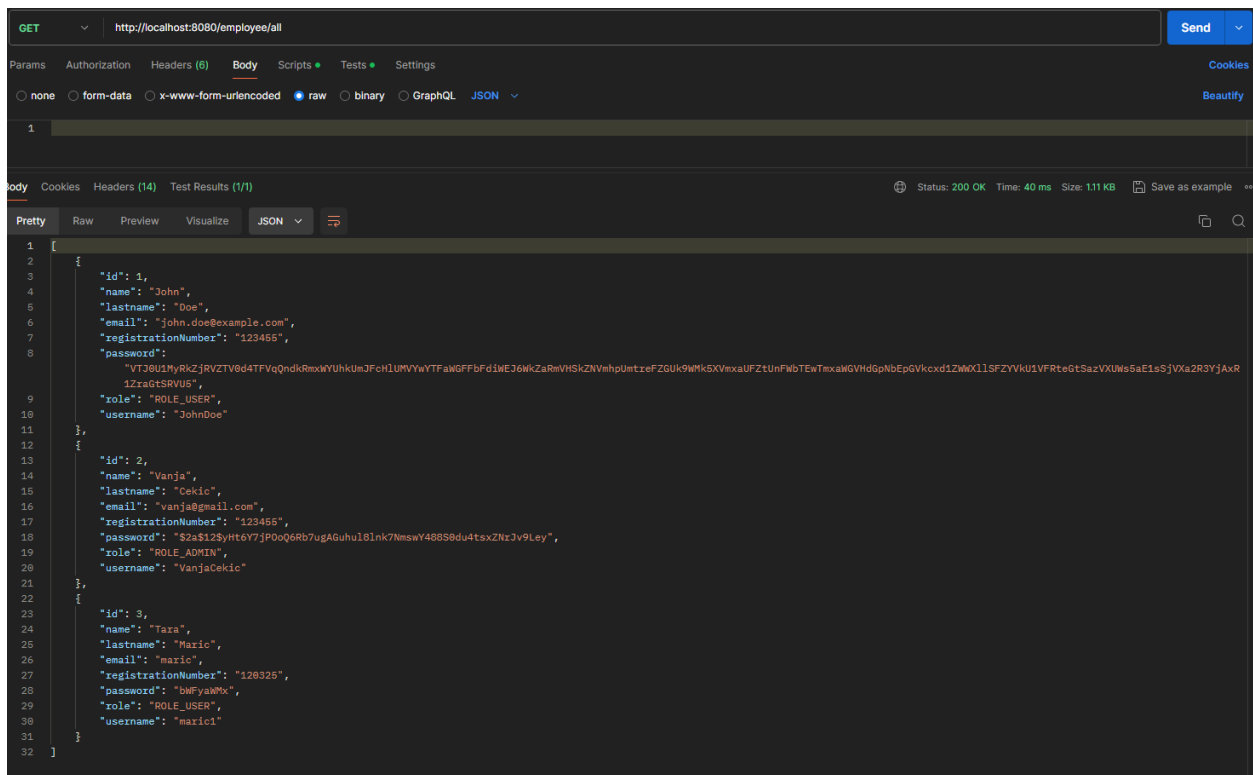 GET http://localhost:8080/employee/all Send
Params Authorization Headers (6) Body Scripts Tests Settings Cookies
none form-data x-www-form-urlencoded raw binary GraphQL JSON Beautify
1
Body Cookies Headers (14) Test Results (1/1) Status: 200 OK Time: 40 ms Size: 1.11 KB Save as example
Pretty Raw Preview Visualize JSON
1 [
2 {
3 "id": 1,
4 "name": "John",
5 "lastname": "Doe",
6 "email": "john.doe@example.com",
7 "registrationNumber": "123455",
8 "password":
9 "role": "ROLE_USER",
10 "username": "JohnDoe"
11 },
12 {
13 "id": 2,
14 "name": "Vanja",
15 "lastname": "Cekic",
16 "email": "vanja@gmail.com",
17 "registrationNumber": "123455",
18 "password": "$2a$12$yHt6Y7jPOoQ6Rb7ugAGuhul8lnk7NmswY488S0du4tsxZNrJv9Ley",
19 "role": "ROLE_ADMIN",
20 "username": "VanjaCekic"
21 },
22 {
23 "id": 3,
24 "name": "Tara",
25 "lastname": "Maric",
26 "email": "maric",
27 "registrationNumber": "120325",
28 "password": "bWFyaWMx",
29 "role": "ROLE_USER",
30 "username": "maric1"
31 }
32 ]